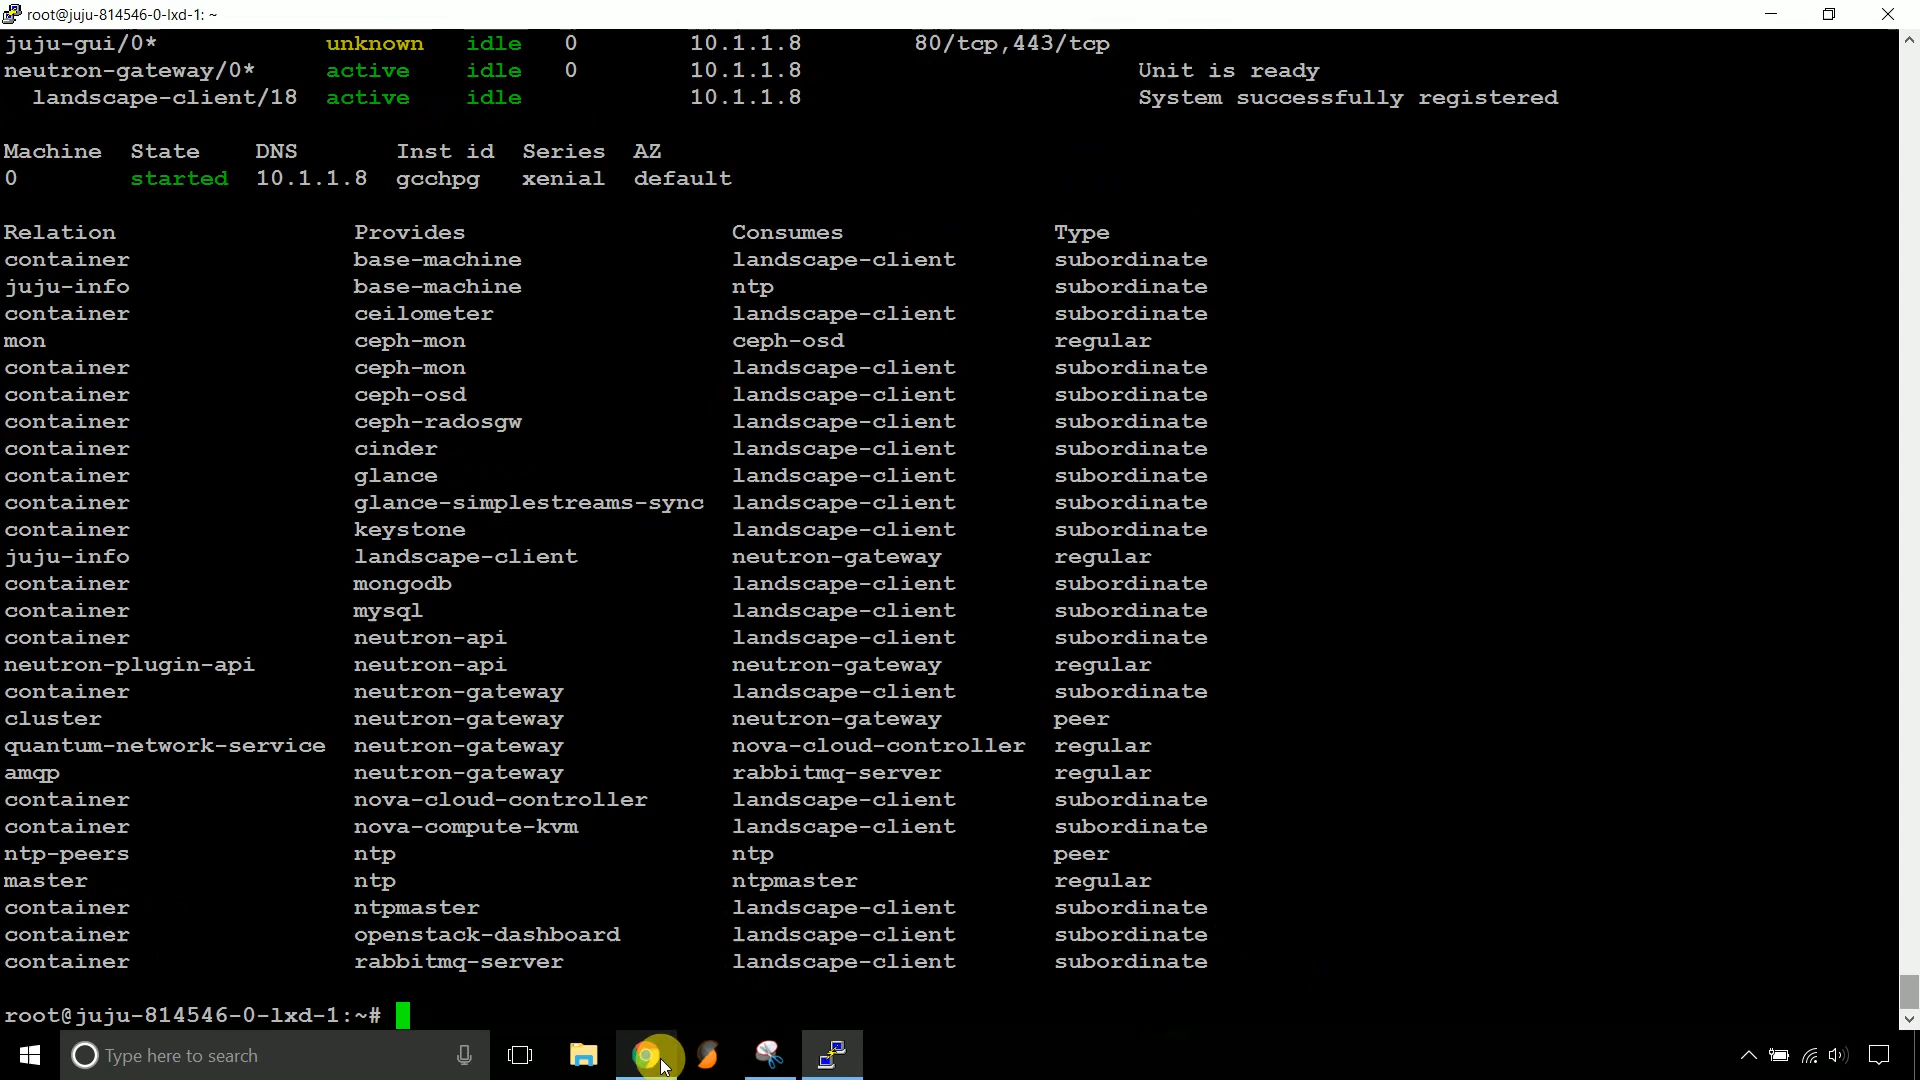 root@juju-814546-0-lxd-1: ~
juju-gui/0* unknown idle 0 10.1.1.8 80/tcp,443/tcp
neutron-gateway/0* active idle 0 10.1.1.8 Unit is ready
landscape-client/18 active idle 10.1.1.8 System successfully registered
Machine State DNS Inst id Series AZ
0 started 10.1.1.8 gcchpg xenial default
Relation Provides Consumes Type
container base-machine landscape-client subordinate
juju-info base-machine ntp subordinate
container ceilometer landscape-client subordinate
mon ceph-mon ceph-osd regular
container ceph-mon landscape-client subordinate
container ceph-osd landscape-client subordinate
container ceph-radosgw landscape-client subordinate
container cinder landscape-client subordinate
container glance landscape-client subordinate
container glance-simplestreams-sync landscape-client subordinate
container keystone landscape-client subordinate
juju-info landscape-client neutron-gateway regular
container mongodb landscape-client subordinate
container mysql landscape-client subordinate
container neutron-api landscape-client subordinate
neutron-plugin-api neutron-api neutron-gateway regular
container neutron-gateway landscape-client subordinate
cluster neutron-gateway neutron-gateway peer
quantum-network-service neutron-gateway nova-cloud-controller regular
amqp neutron-gateway rabbitmq-server regular
container nova-cloud-controller landscape-client subordinate
container nova-compute-kvm landscape-client subordinate
ntp-peers ntp ntp peer
master ntp ntpmaster regular
container ntpmaster landscape-client subordinate
container openstack-dashboard landscape-client subordinate
container rabbitmq-server landscape-client subordinate
root@juju-814546-0-lxd-1:~#
Type here to search